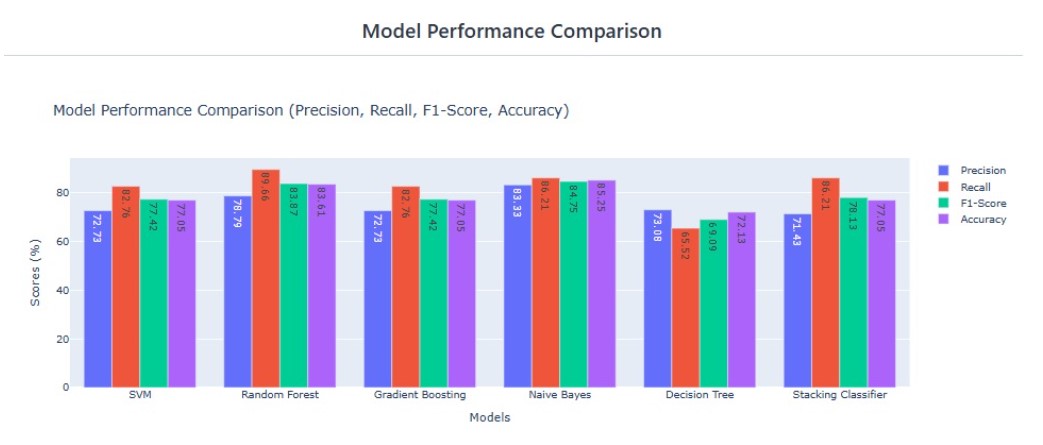 Model Performance Comparison
Model Performance Comparison (Precision, Recall, F1-Score, Accuracy)
Precision
Recall
F1-Score
Accuracy
Scores (%)
80
60
40
20
0
72.73
82.76
77.42
77.05
78.79
89.66
83.87
83.61
72.73
82.76
77.42
77.05
83.33
86.21
84.75
85.25
73.08
65.52
69.09
72.13
71.43
86.21
78.13
77.05
SVM
Random Forest
Gradient Boosting
Naive Bayes
Decision Tree
Stacking Classifier
Models